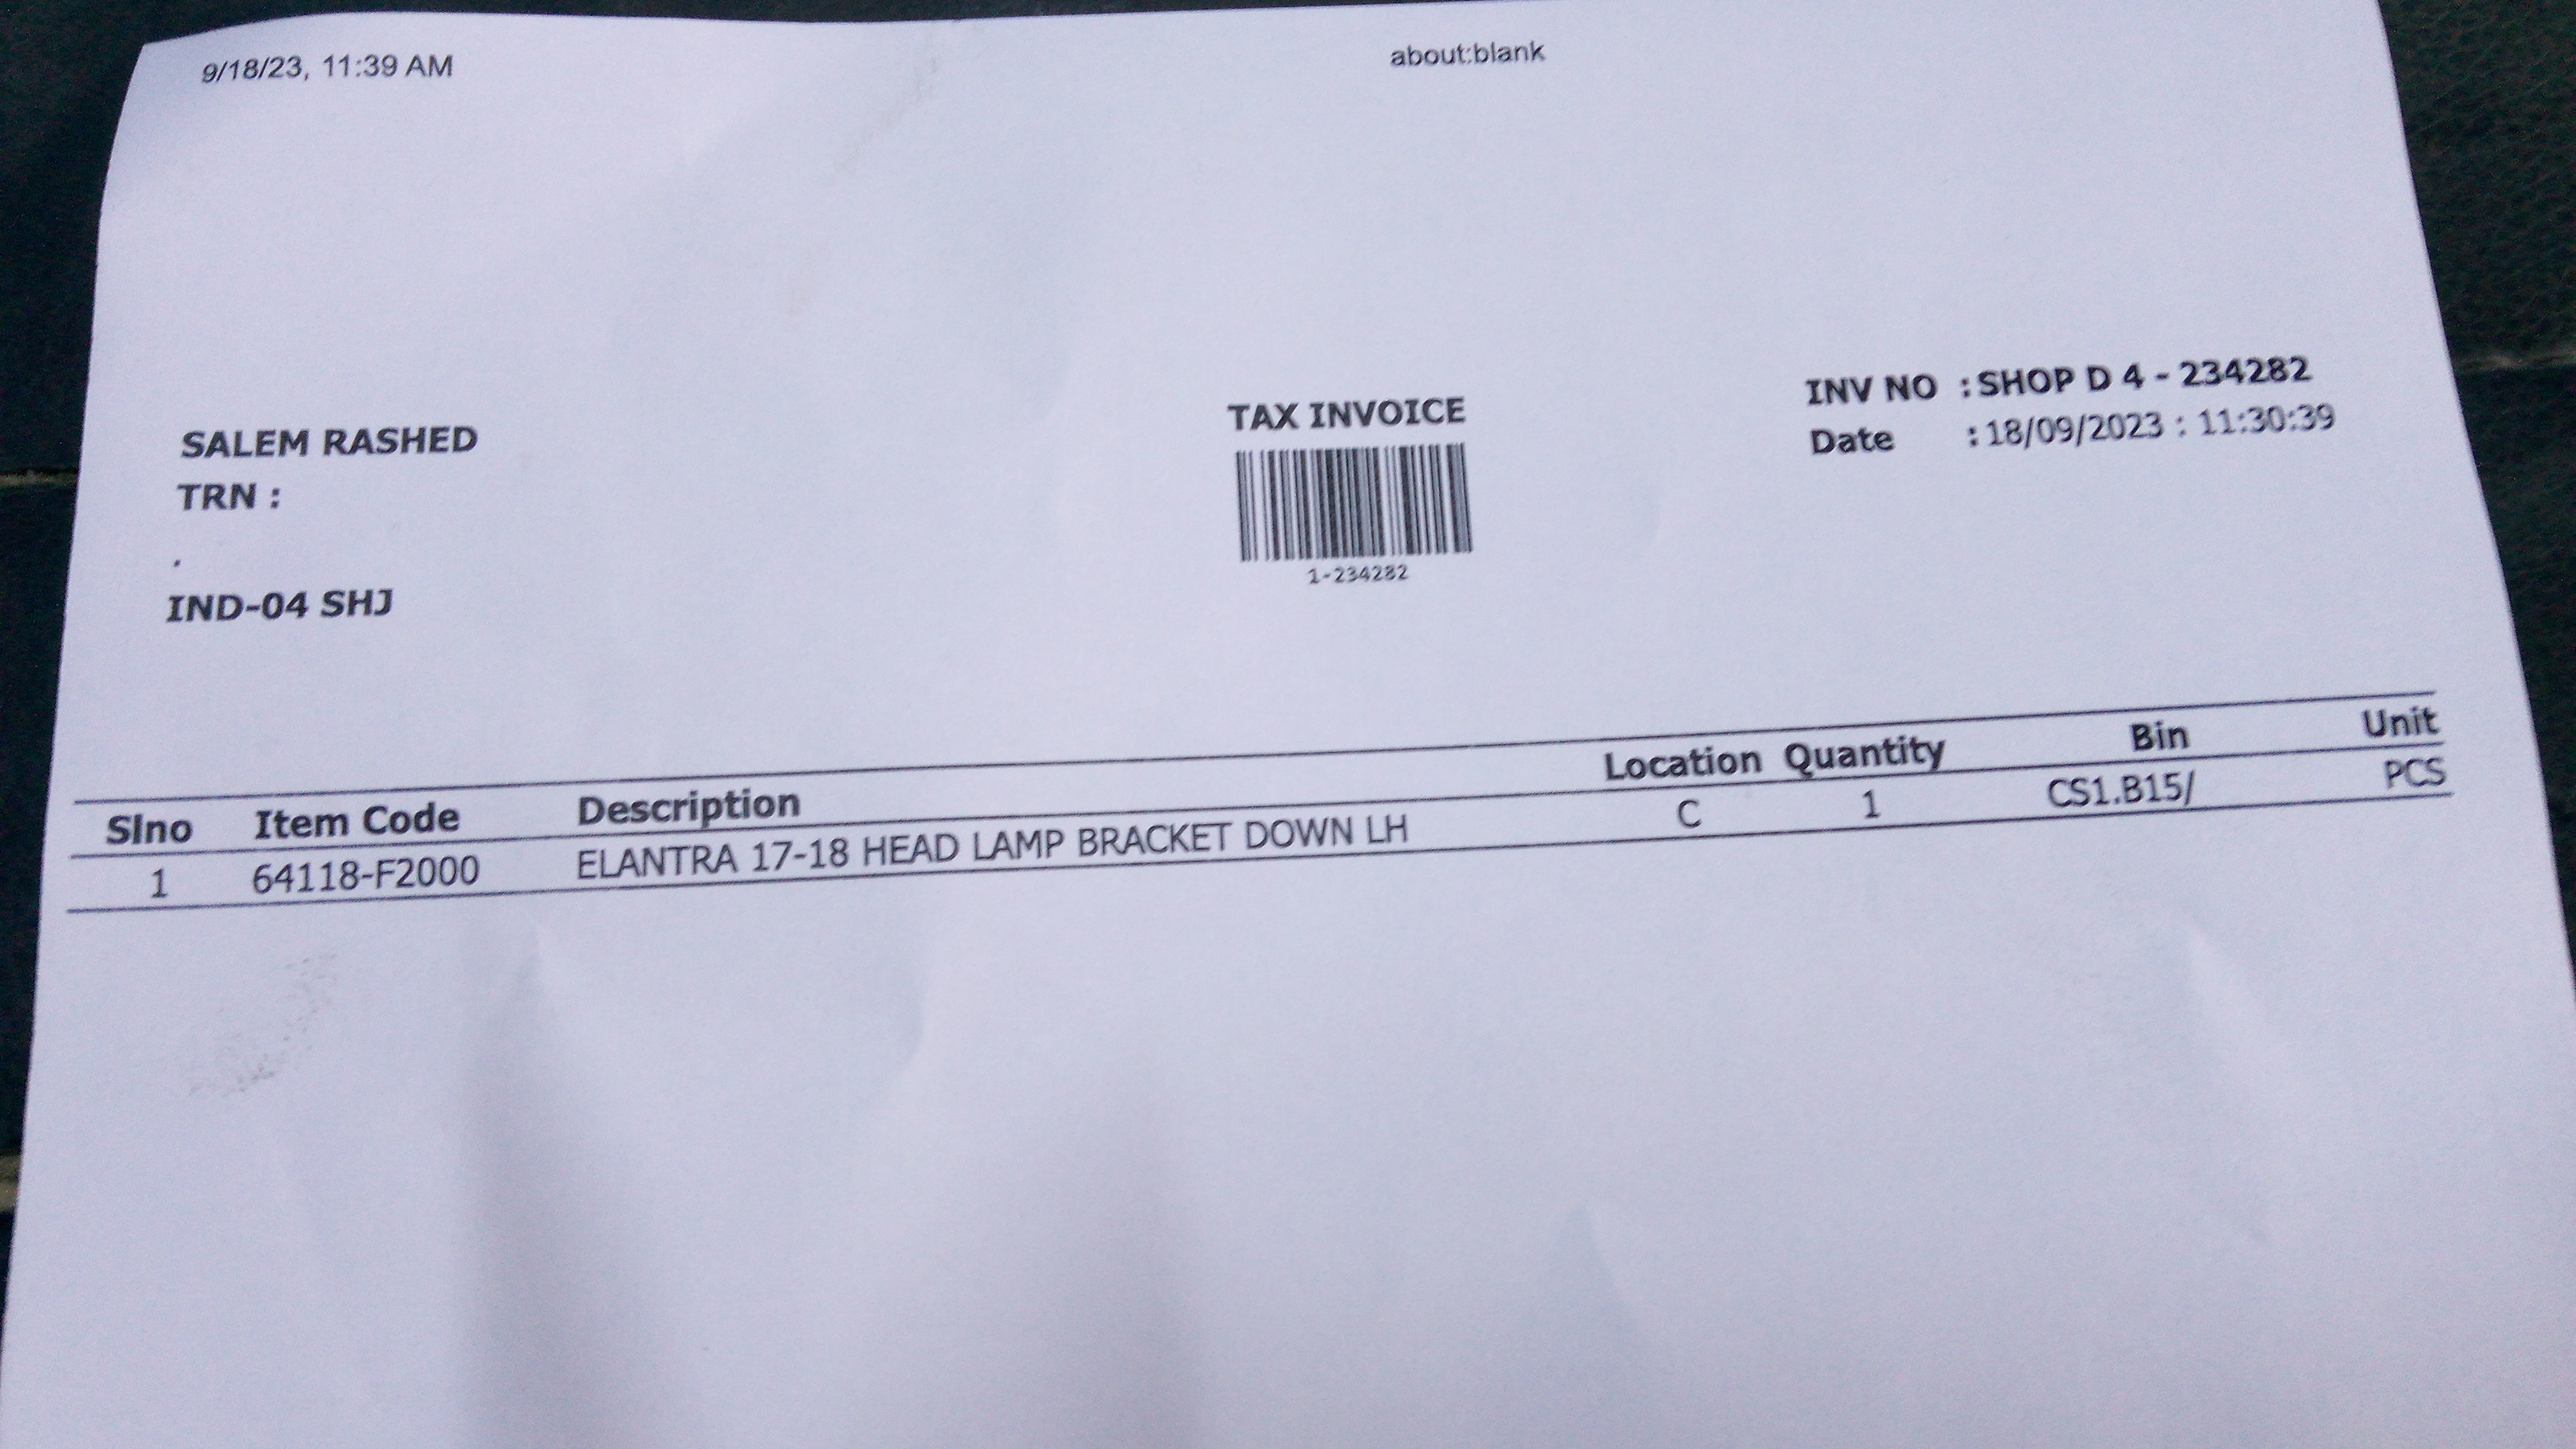 9/18/23, 11:39 AM about:blank
SALEM RASHED
TRN :
.
IND-04 SHJ
TAX INVOICE
1-234282
INV NO : SHOP D 4 - 234282
Date : 18/09/2023 : 11:30:39
Slno Item Code Description Location Quantity Bin Unit
1 64118-F2000 ELANTRA 17-18 HEAD LAMP BRACKET DOWN LH C 1 CS1.B15/ PCS